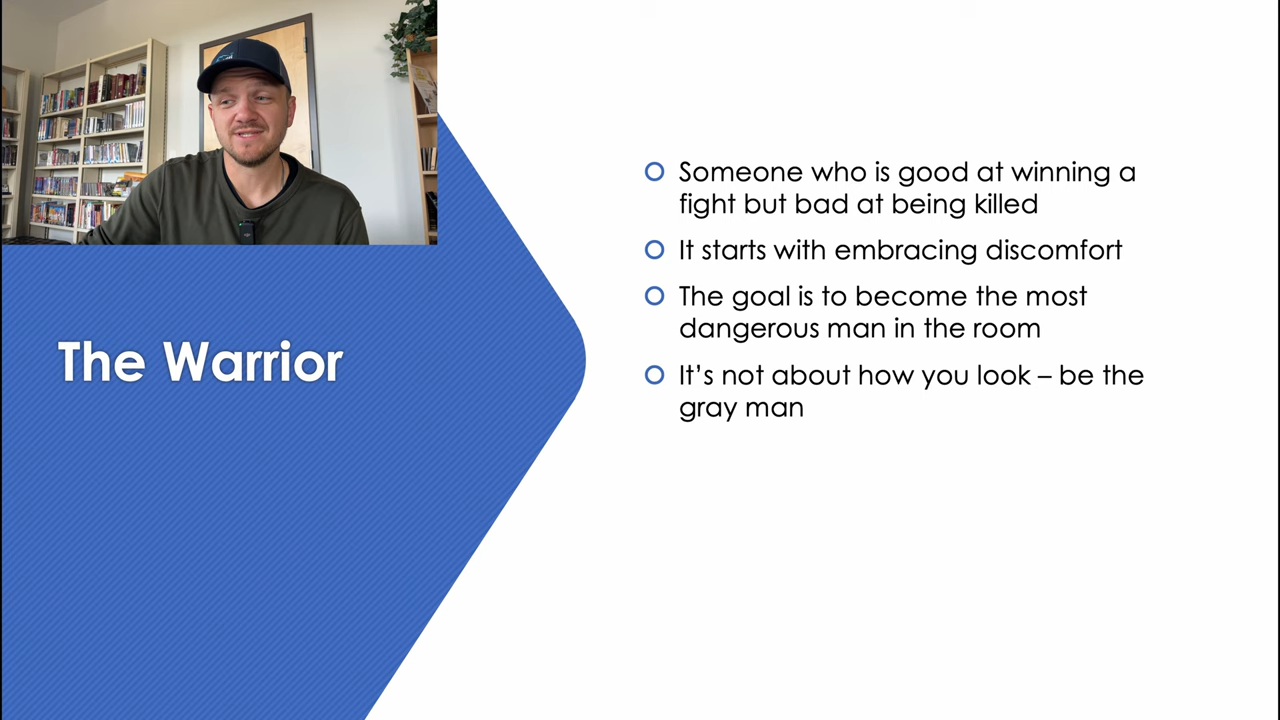 The Warrior
Someone who is good at winning a
fight but bad at being killed
It starts with embracing discomfort
The goal is to become the most
dangerous man in the room
It’s not about how you look – be the
gray man